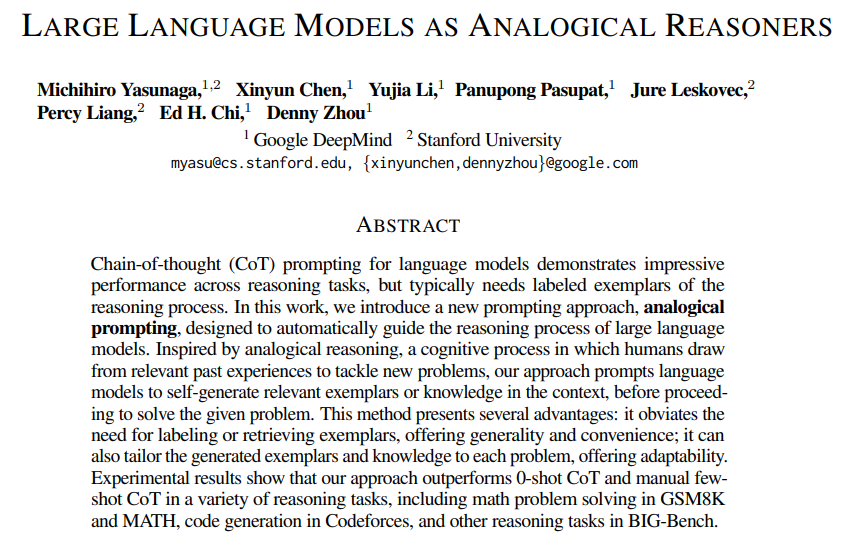 LARGE LANGUAGE MODELS AS ANALOGICAL REASONERS
Michihiro Yasunaga,1,2 Xinyun Chen,1 Yujia Li,1 Panupong Pasupat,1 Jure Leskovec,2
Percy Liang,2 Ed H. Chi,1 Denny Zhou1
1 Google DeepMind 2 Stanford University
myasu@cs.stanford.edu, {xinyunchen,dennyzhou}@google.com
ABSTRACT
Chain-of-thought (CoT) prompting for language models demonstrates impressive
performance across reasoning tasks, but typically needs labeled exemplars of the
reasoning process. In this work, we introduce a new prompting approach, analogical
prompting, designed to automatically guide the reasoning process of large language
models. Inspired by analogical reasoning, a cognitive process in which humans draw
from relevant past experiences to tackle new problems, our approach prompts language
models to self-generate relevant exemplars or knowledge in the context, before proceed-
ing to solve the given problem. This method presents several advantages: it obviates the
need for labeling or retrieving exemplars, offering generality and convenience; it can
also tailor the generated exemplars and knowledge to each problem, offering adaptability.
Experimental results show that our approach outperforms 0-shot CoT and manual few-
shot CoT in a variety of reasoning tasks, including math problem solving in GSM8K
and MATH, code generation in Codeforces, and other reasoning tasks in BIG-Bench.